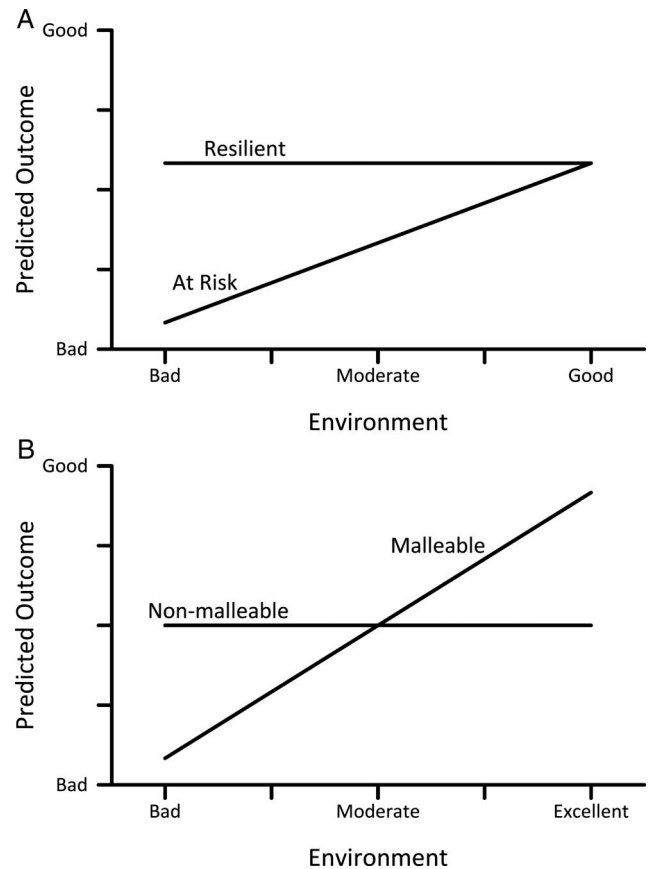 A
Good
Predicted Outcome
Resilient
At Risk
Bad
Bad
Moderate
Good
Environment
B
Good
Predicted Outcome
Malleable
Non-malleable
Bad
Bad
Moderate
Excellent
Environment